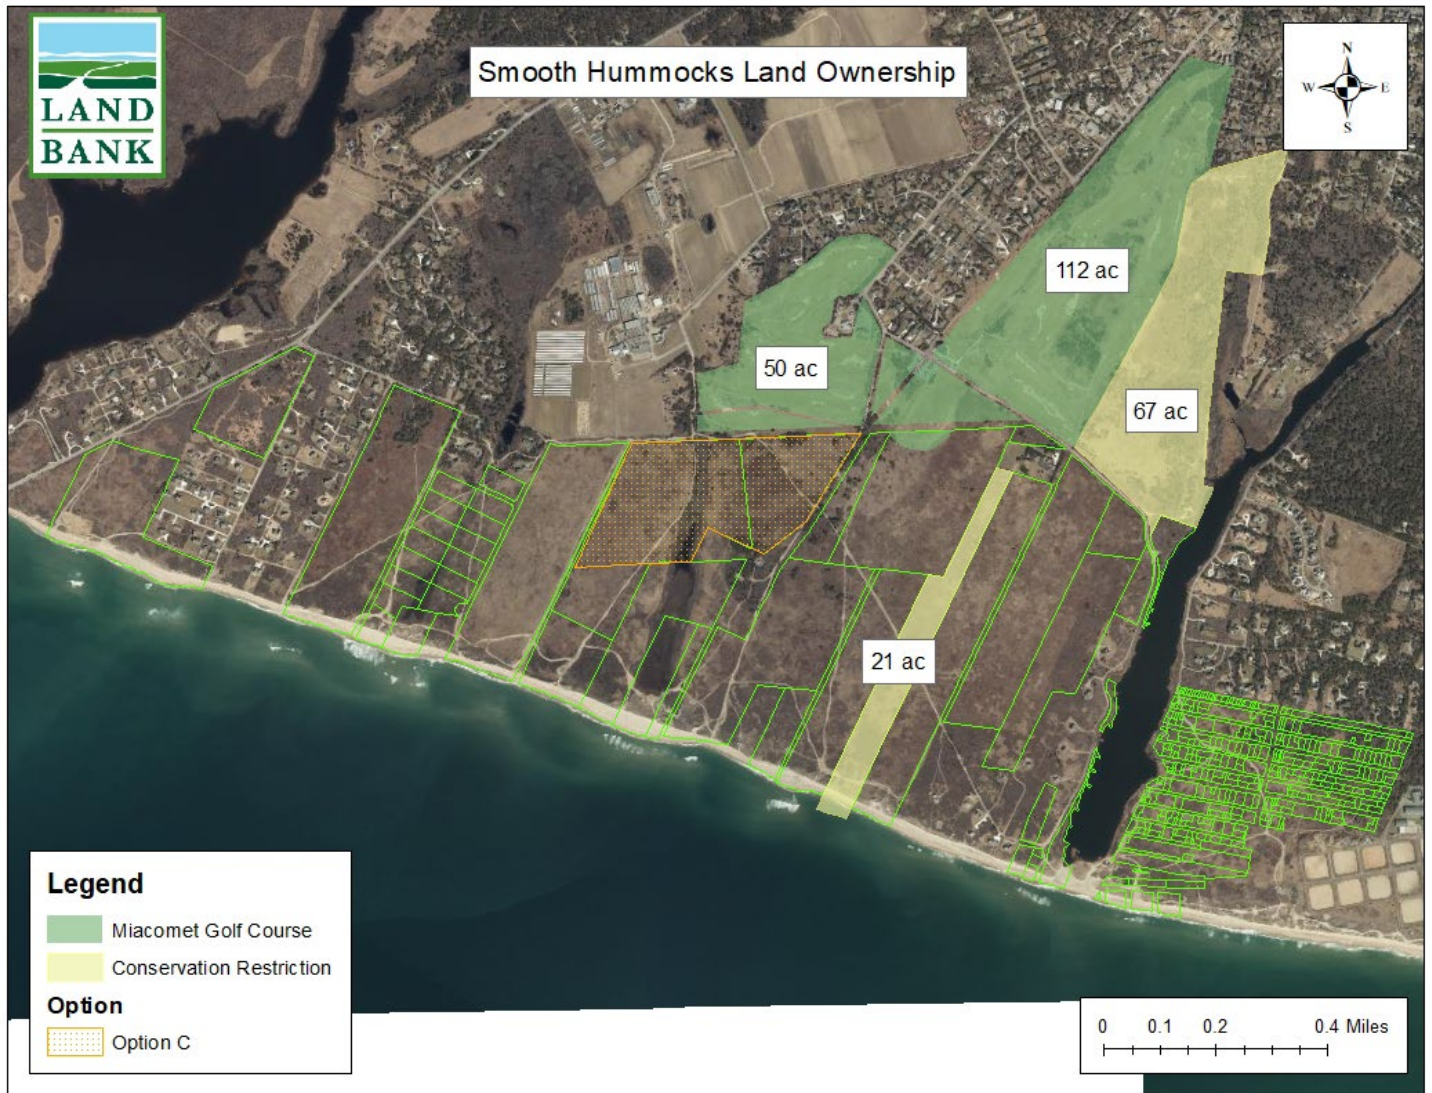 LAND
BANK
Smooth Hummocks Land Ownership
N
W E
S
112 ac
50 ac
67 ac
21 ac
Legend
Miacomet Golf Course
Conservation Restriction
Option
Option C
0 0.1 0.2 0.4 Miles